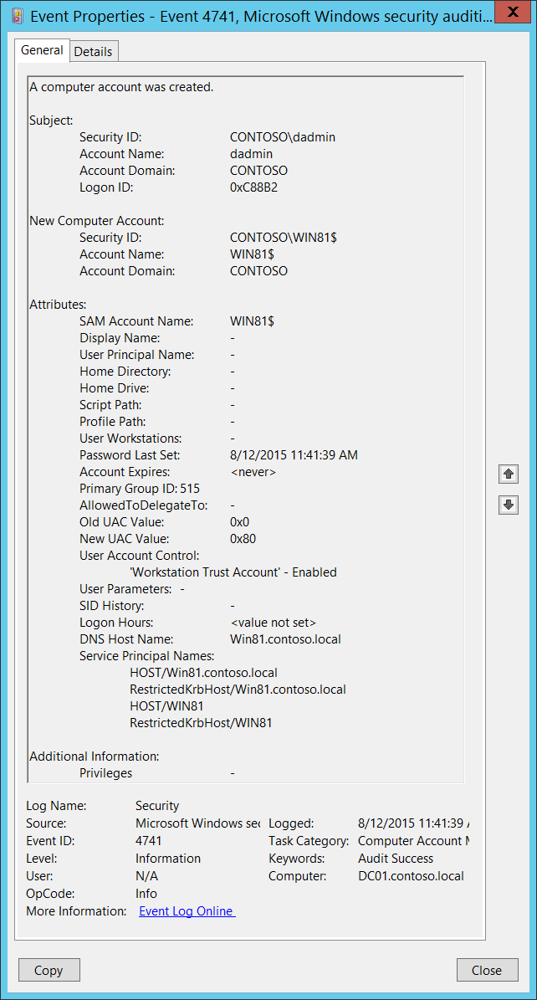 Event Properties - Event 4741, Microsoft Windows security auditi... X
General Details
A computer account was created.
Subject:
Security ID: CONTOSO\dadmin
Account Name: dadmin
Account Domain: CONTOSO
Logon ID: 0xC88B2
New Computer Account:
Security ID: CONTOSO\WIN81$
Account Name: WIN81$
Account Domain: CONTOSO
Attributes:
SAM Account Name: WIN81$
Display Name: -
User Principal Name: -
Home Directory: -
Home Drive: -
Script Path: -
Profile Path: -
User Workstations: -
Password Last Set: 8/12/2015 11:41:39 AM
Account Expires: <never>
Primary Group ID: 515
AllowedToDelegateTo: -
Old UAC Value: 0x0
New UAC Value: 0x80
User Account Control:
'Workstation Trust Account' - Enabled
User Parameters: -
SID History: -
Logon Hours: <value not set>
DNS Host Name: Win81.contoso.local
Service Principal Names:
HOST/Win81.contoso.local
RestrictedKrbHost/Win81.contoso.local
HOST/WIN81
RestrictedKrbHost/WIN81
Additional Information:
Privileges -
Log Name: Security
Source: Microsoft Windows sec Logged: 8/12/2015 11:41:39
Event ID: 4741 Task Category: Computer Account
Level: Information Keywords: Audit Success
User: N/A Computer: DC01.contoso.local
OpCode: Info
More Information: Event Log Online
Copy Close